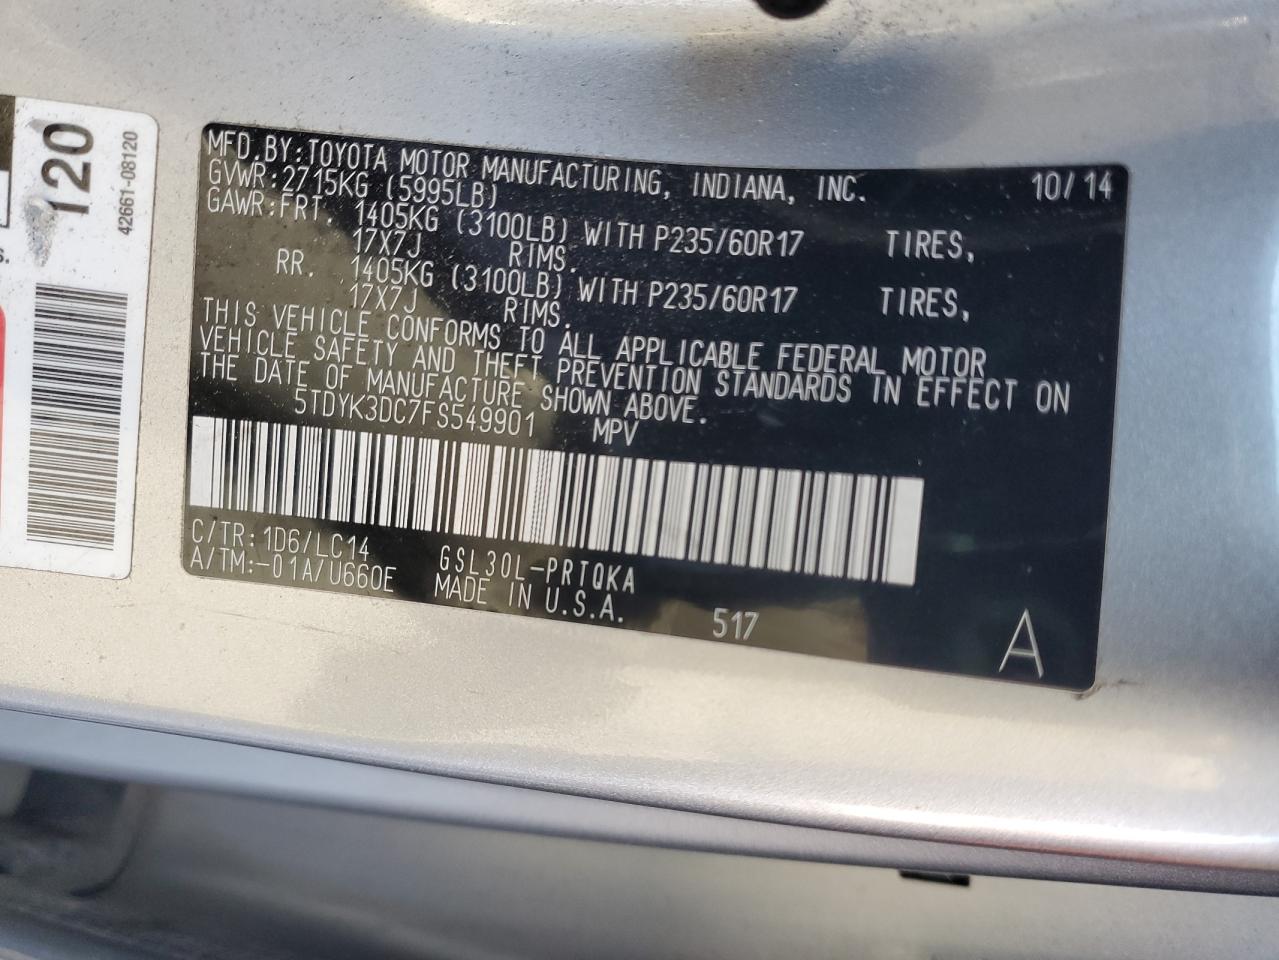 120
42661-08120
s.
MFD.BY:TOYOTA MOTOR MANUFACTURING, INDIANA, INC. 10/14
GVWR:2715KG (5995LB)
GAWR:FRT. 1405KG (3100LB) WITH P235/60R17 TIRES,
17X7J RIMS.
RR. 1405KG (3100LB) WITH P235/60R17 TIRES,
17X7J RIMS.
THIS VEHICLE CONFORMS TO ALL APPLICABLE FEDERAL MOTOR
VEHICLE SAFETY AND THEFT PREVENTION STANDARDS IN EFFECT ON
THE DATE OF MANUFACTURE SHOWN ABOVE.
5TDYK3DC7FS549901 MPV
C/TR:1D6/LC14 GSL30L-PRTQKA
A/TM:-01A/U660E MADE IN U.S.A. 517
A